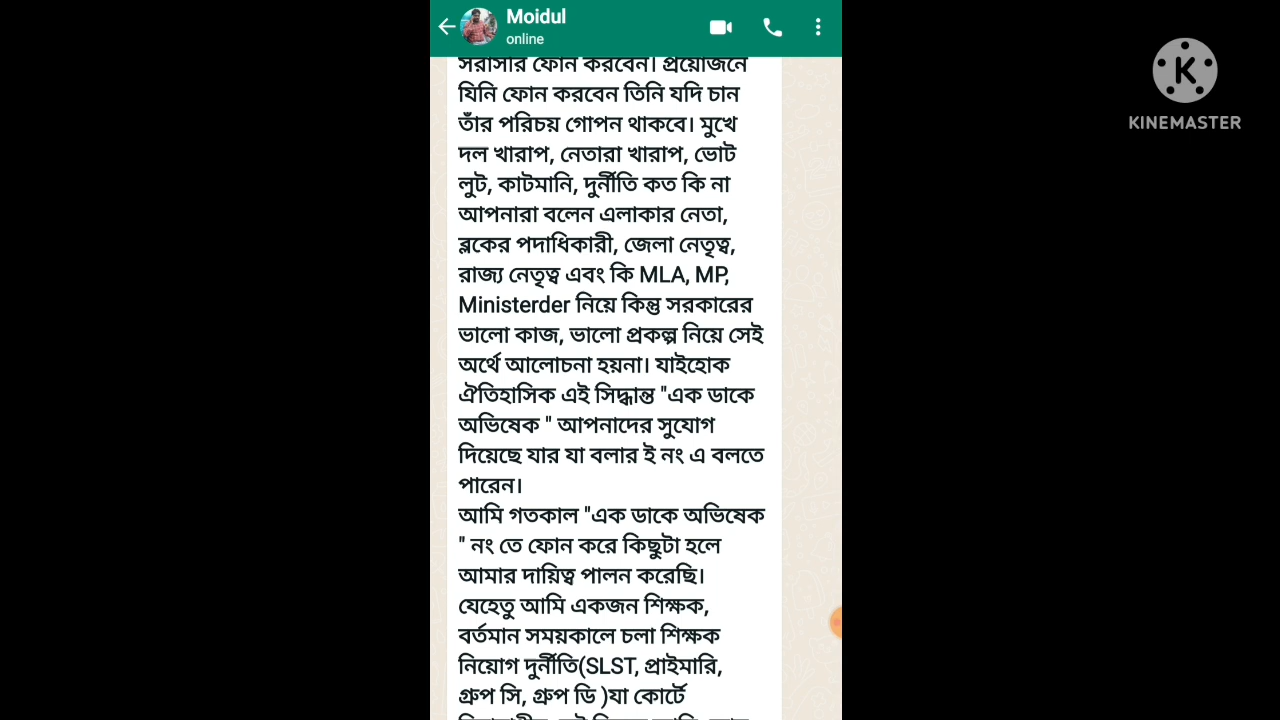 Moidul
online
সরাসরি ফোন করবেন। প্রয়োজনে
যিনি ফোন করবেন তিনি যদি চান
তাঁর পরিচয় গোপন থাকবে। মুখে
দল খারাপ, নেতারা খারাপ, ভোট
লুট, কাটমানি, দুর্নীতি কত কি না
আপনারা বলেন এলাকার নেতা,
ব্লকের পদাধিকারী, জেলা নেতৃত্ব,
রাজ্য নেতৃত্ব এবং কি MLA, MP,
Ministerder নিয়ে কিন্তু সরকারের
ভালো কাজ, ভালো প্রকল্প নিয়ে সেই
অর্থে আলোচনা হয়না। যাইহোক
ঐতিহাসিক এই সিদ্ধান্ত "এক ডাকে
অভিষেক " আপনাদের সুযোগ
দিয়েছে যার যা বলার ই নং এ বলতে
পারেন।
আমি গতকাল "এক ডাকে অভিষেক
" নং তে ফোন করে কিছুটা হলে
আমার দায়িত্ব পালন করেছি।
যেহেতু আমি একজন শিক্ষক,
বর্তমান সময়কালে চলা শিক্ষক
নিয়োগ দুর্নীতি(SLST, প্রাইমারি,
গ্রুপ সি, গ্রুপ ডি )যা কোর্টে
K
KINEMASTER